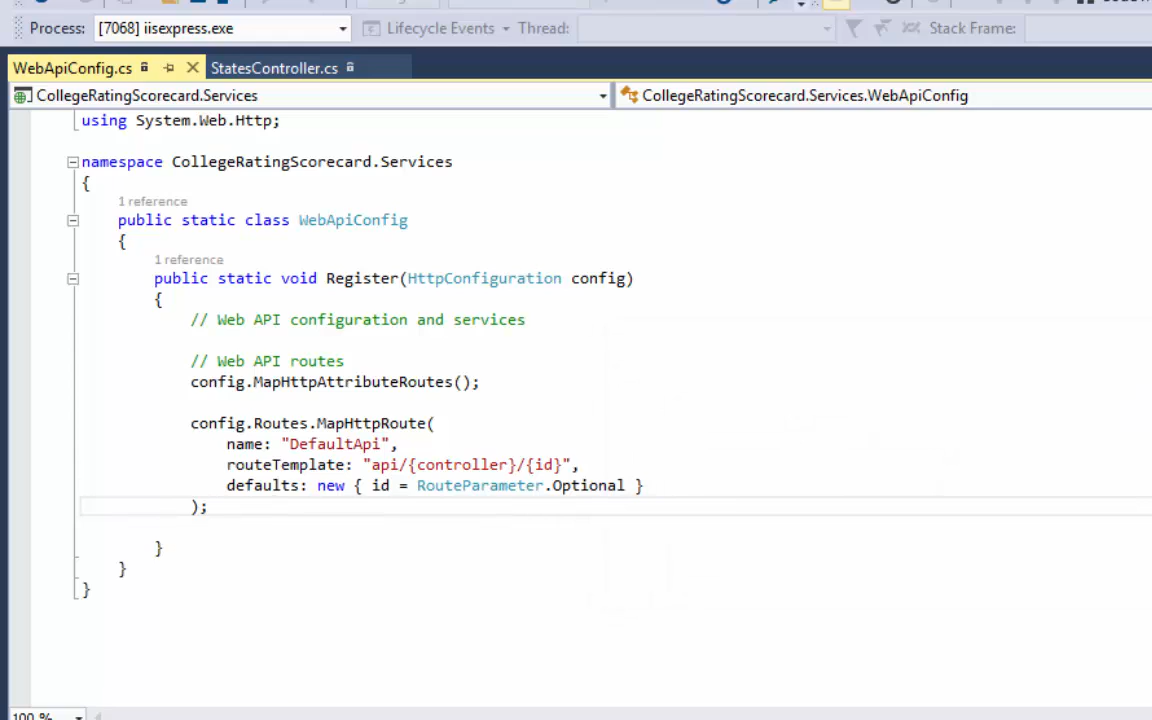 Process: [7068] iisexpress.exe Lifecycle Events Thread: Stack Frame:
WebApiConfig.cs StatesController.cs
CollegeRatingScorecard.Services CollegeRatingScorecard.Services.WebApiConfig
using System.Web.Http;
namespace CollegeRatingScorecard.Services
{
1 reference
public static class WebApiConfig
{
1 reference
public static void Register(HttpConfiguration config)
{
// Web API configuration and services
// Web API routes
config.MapHttpAttributeRoutes();
config.Routes.MapHttpRoute(
name: "DefaultApi",
routeTemplate: "api/{controller}/{id}",
defaults: new { id = RouteParameter.Optional }
);
}
}
}
100 %